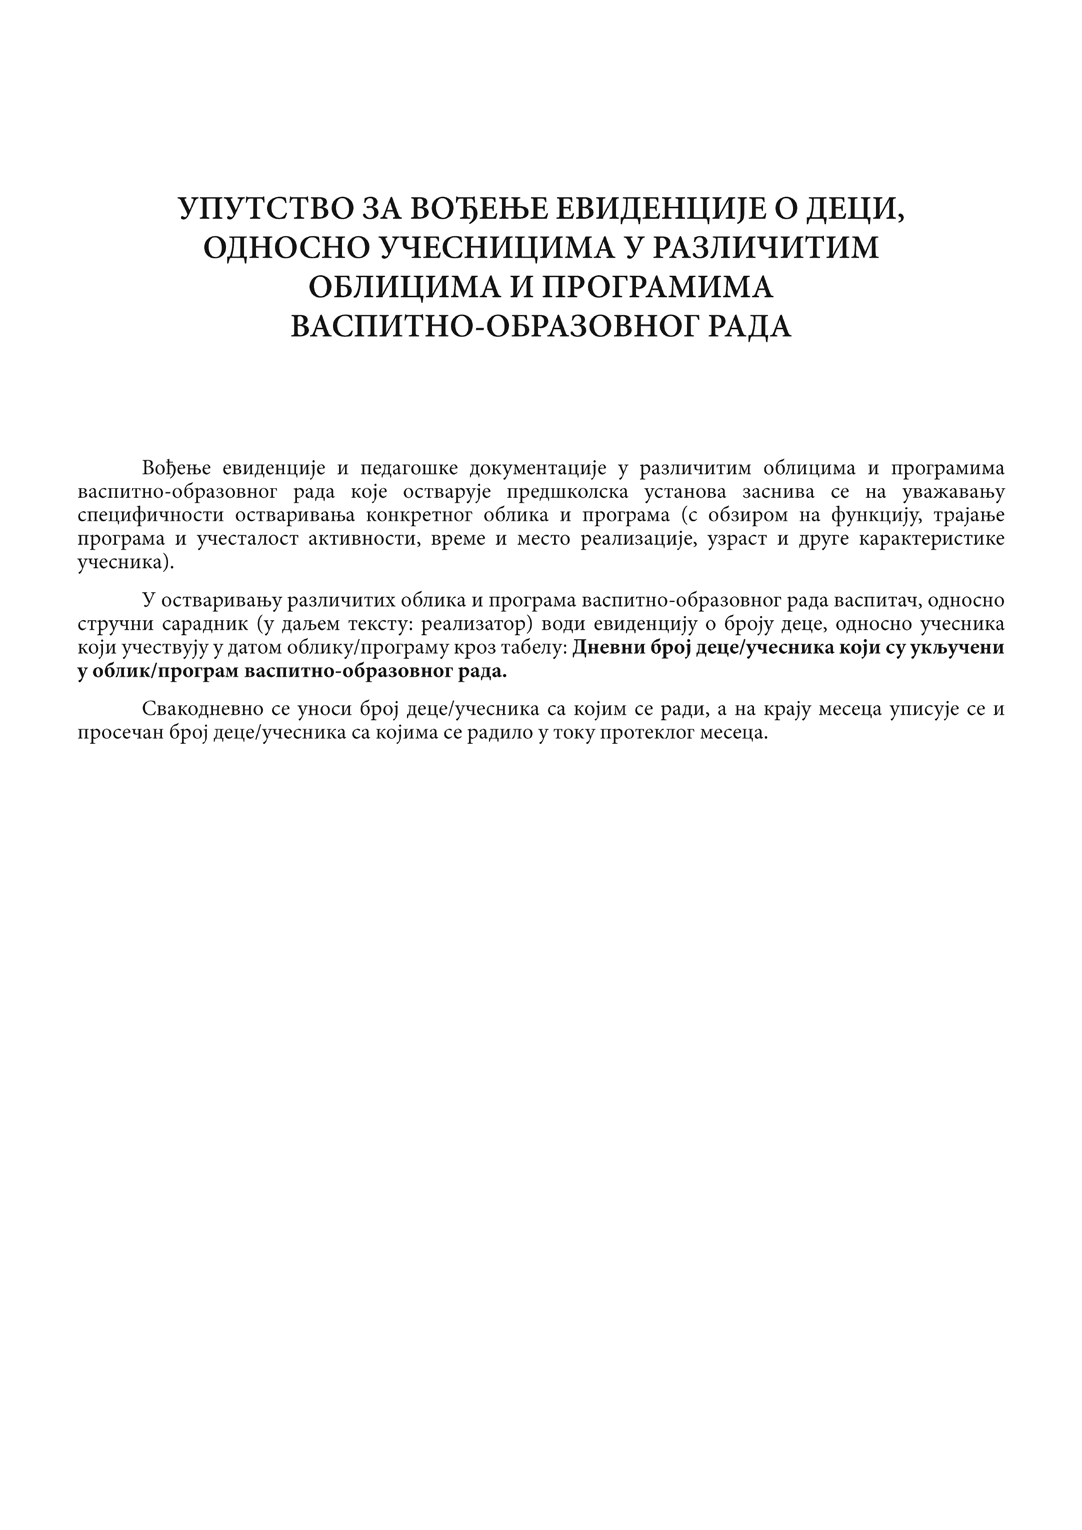 УПУТСТВО ЗА ВОЂЕЊЕ ЕВИДЕНЦИЈЕ О ДЕЦИ,
ОДНОСНО УЧЕСНИЦИМА У РАЗЛИЧИТИМ
ОБЛИЦИМА И ПРОГРАМИМА
ВАСПИТНО-ОБРАЗОВНОГ РАДА
Вођење евиденције и педагошке документације у различитим облицима и програмима
васпитно-образовног рада које остварује предшколска установа заснива се на уважавању
специфичности остваривања конкретног облика и програма (с обзиром на функцију, трајање
програма и учесталост активности, време и место реализације, узраст и друге карактеристике
учесника).
У остваривању различитих облика и програма васпитно-образовног рада васпитач, односно
стручни сарадник (у даљем тексту: реализатор) води евиденцију о броју деце, односно учесника
који учествују у датом облику/програму кроз табелу: Дневни број деце/учесника који су укључени
у облик/програм васпитно-образовног рада.
Свакодневно се уноси број деце/учесника са којим се ради, а на крају месеца уписује се и
просечан број деце/учесника са којима се радило у току протеклог месеца.